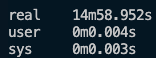 real    14m58.952s
user    0m0.004s
sys     0m0.003s